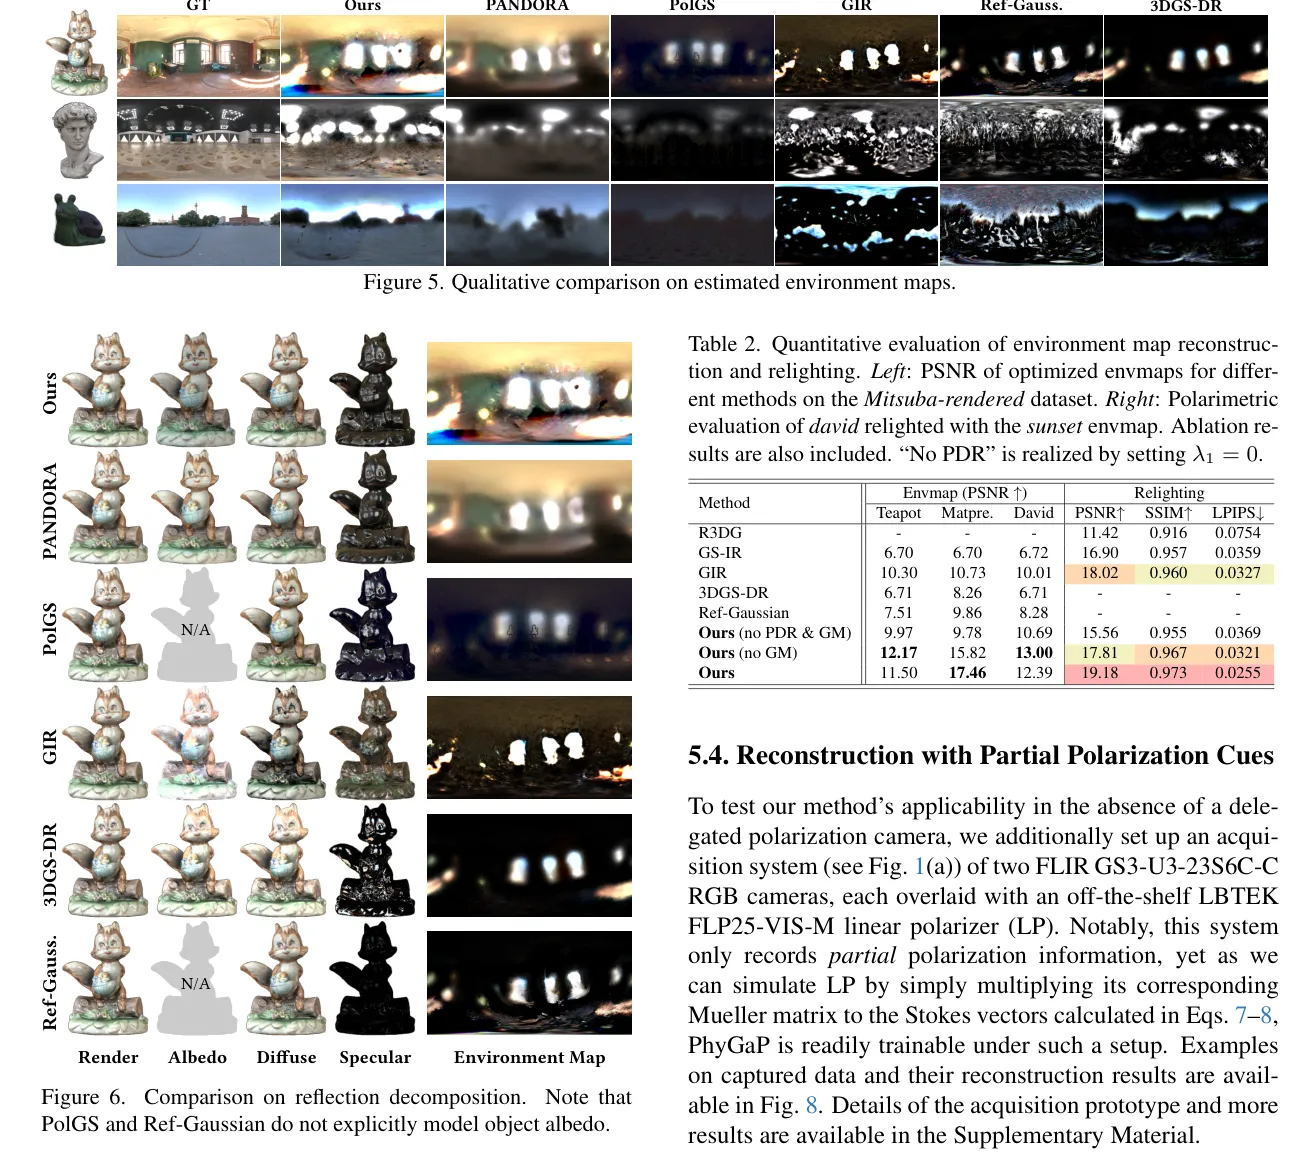 GT Ours PANDORA PolGS GIR Ref-Gauss. 3DGS-DR
Figure 5. Qualitative comparison on estimated environment maps.
Ours
PANDORA
PolGS
N/A
GIR
3DGS-DR
Ref-Gauss.
N/A
Render Albedo Diffuse Specular Environment Map
Figure 6. Comparison on reflection decomposition. Note that
PolGS and Ref-Gaussian do not explicitly model object albedo.
Table 2. Quantitative evaluation of environment map reconstruc-
tion and relighting. Left: PSNR of optimized envmaps for differ-
ent methods on the Mitsuba-rendered dataset. Right: Polarimetric
evaluation of david relighted with the sunset envmap. Ablation re-
sults are also included. “No PDR” is realized by setting λ₁ = 0.
Method Envmap (PSNR ↑) Relighting
Teapot Matpre. David PSNR↑ SSIM↑ LPIPS↓
R3DG - - - 11.42 0.916 0.0754
GS-IR 6.70 6.70 6.72 16.90 0.957 0.0359
GIR 10.30 10.73 10.01 18.02 0.960 0.0327
3DGS-DR 6.71 8.26 6.71 - - -
Ref-Gaussian 7.51 9.86 8.28 - - -
Ours (no PDR & GM) 9.97 9.78 10.69 15.56 0.955 0.0369
Ours (no GM) 12.17 15.82 13.00 17.81 0.967 0.0321
Ours 11.50 17.46 12.39 19.18 0.973 0.0255
5.4. Reconstruction with Partial Polarization Cues
To test our method’s applicability in the absence of a dele-
gated polarization camera, we additionally set up an acqui-
sition system (see Fig. 1(a)) of two FLIR GS3-U3-23S6C-C
RGB cameras, each overlaid with an off-the-shelf LBTEK
FLP25-VIS-M linear polarizer (LP). Notably, this system
only records partial polarization information, yet as we
can simulate LP by simply multiplying its corresponding
Mueller matrix to the Stokes vectors calculated in Eqs. 7–8,
PhyGaP is readily trainable under such a setup. Examples
on captured data and their reconstruction results are avail-
able in Fig. 8. Details of the acquisition prototype and more
results are available in the Supplementary Material.